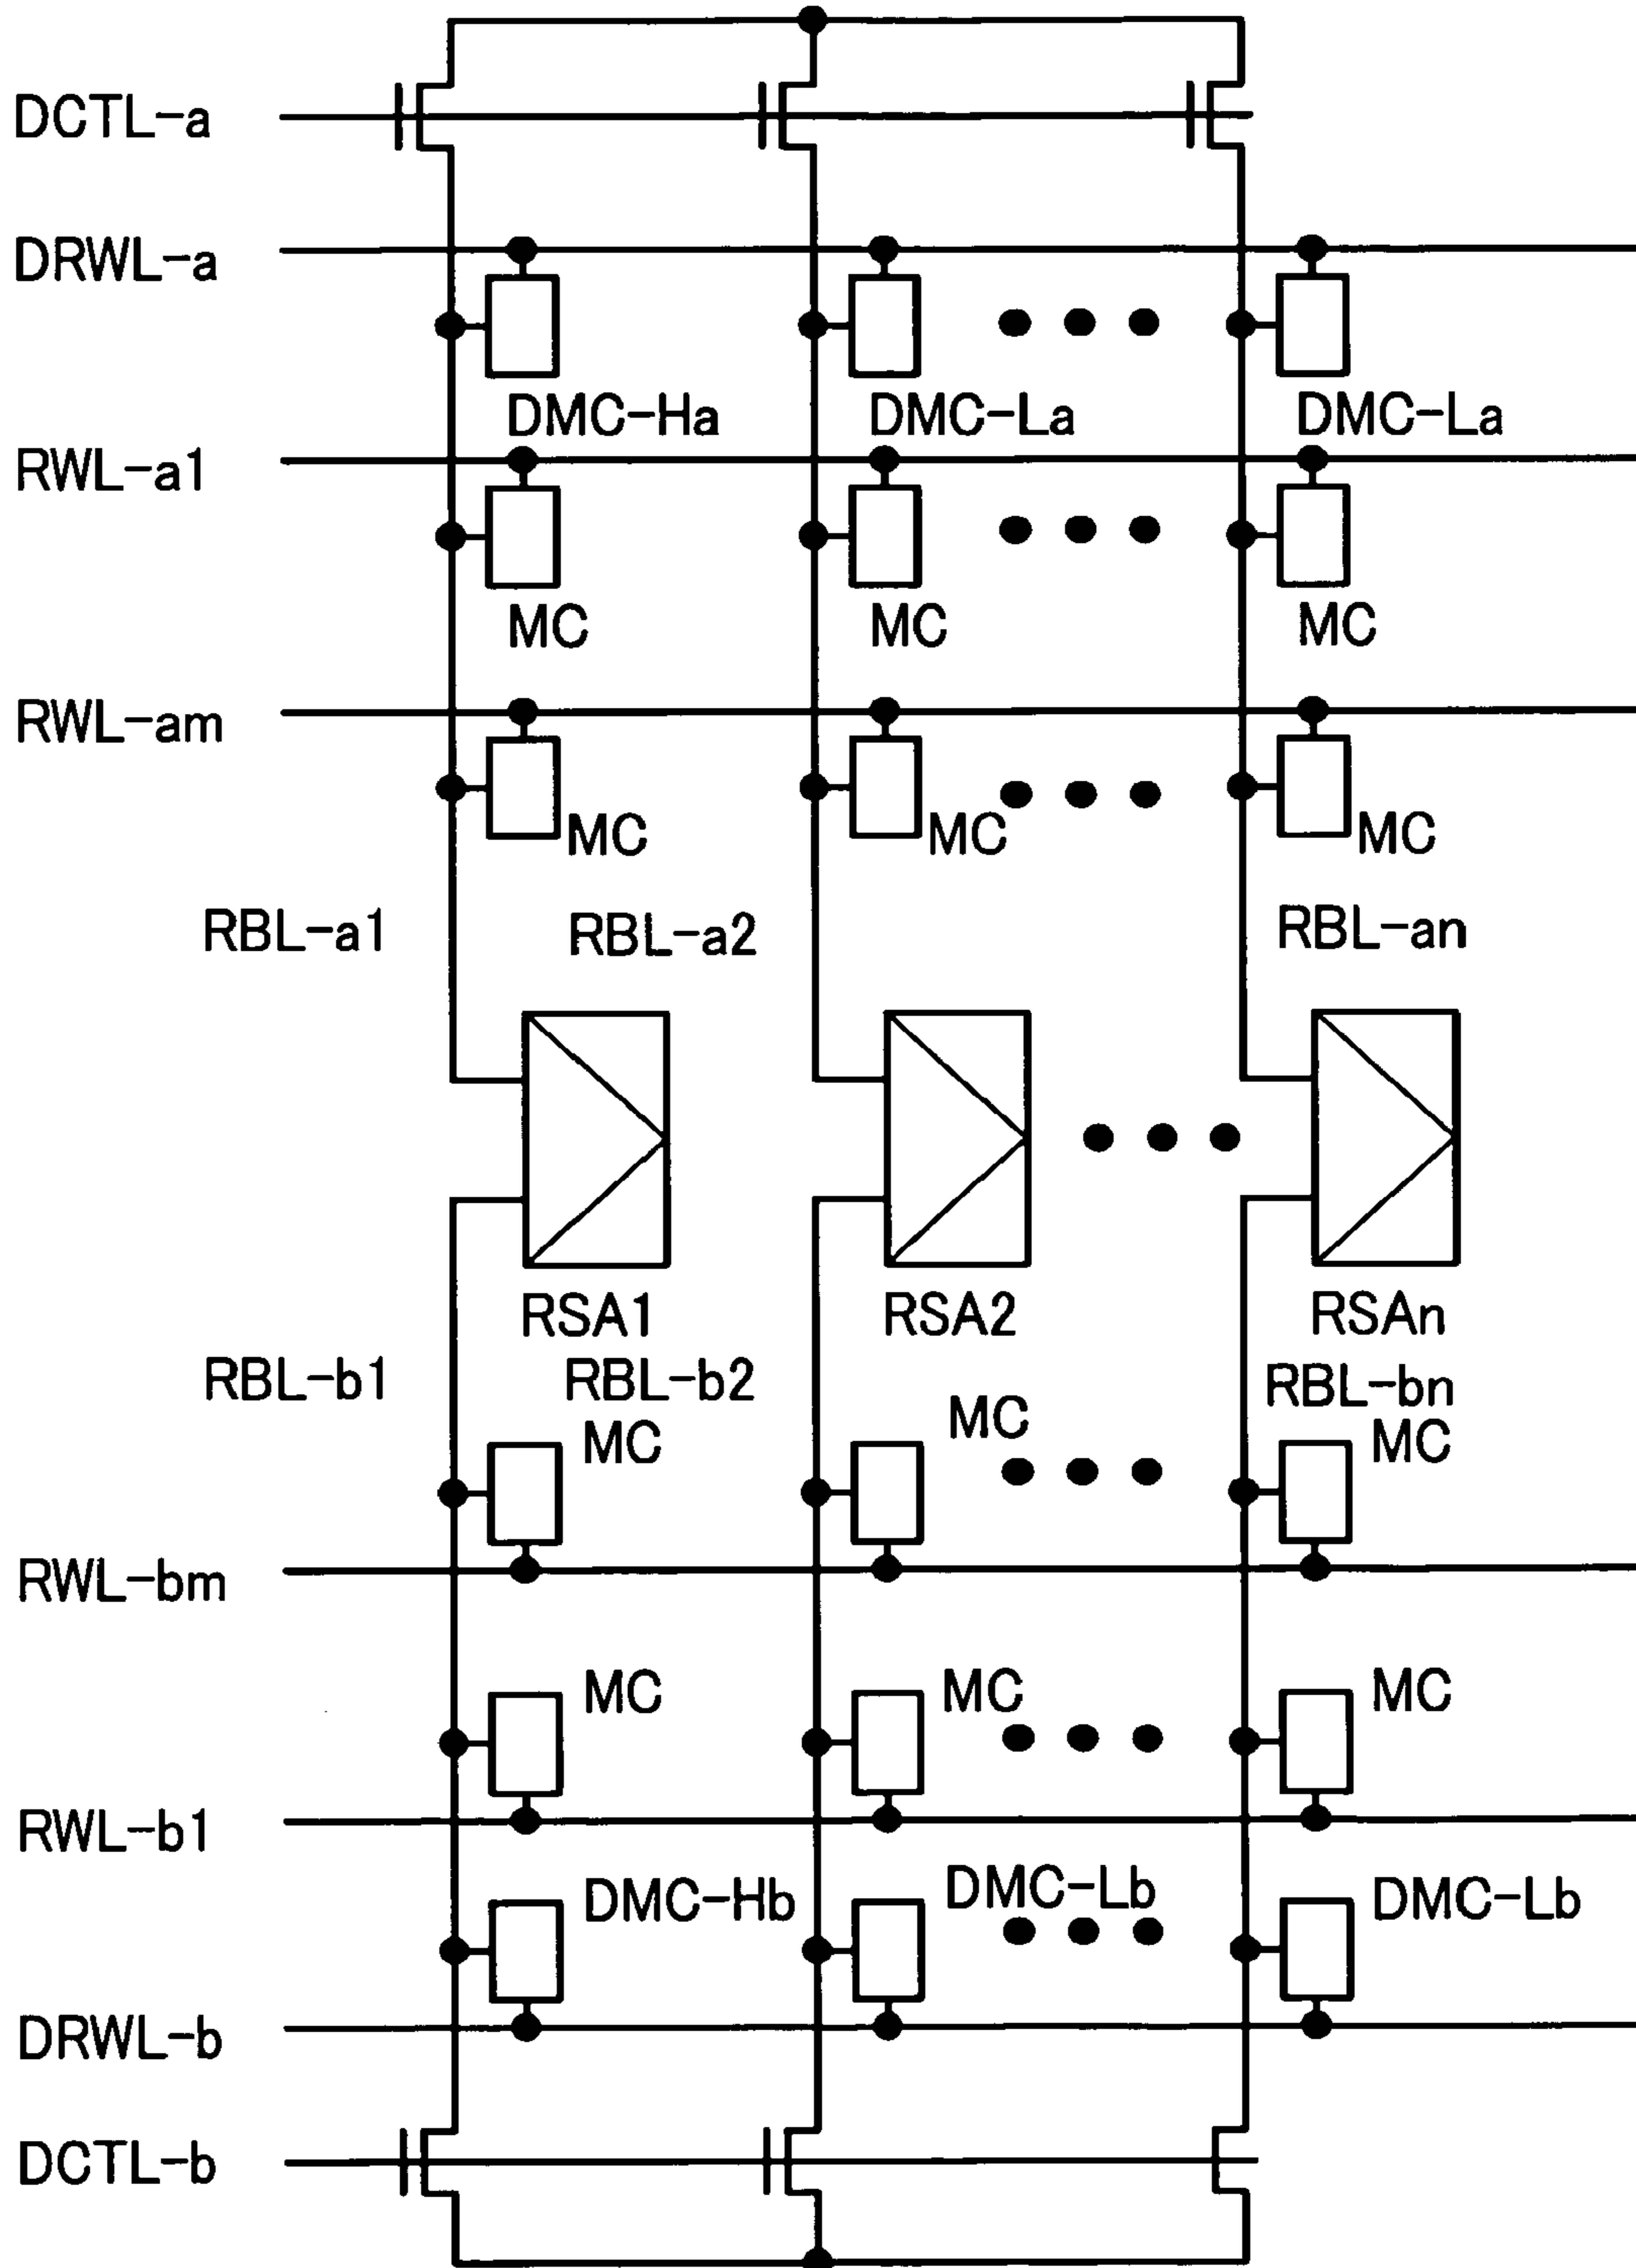 DCTL-a
DRWL-a
DMC-Ha DMC-La DMC-La
RWL-a1
MC MC MC
RWL-am
MC MC MC
RBL-a1 RBL-a2 RBL-an
RSA1 RSA2 RSAn
RBL-b1 RBL-b2 RBL-bn
MC MC MC
RWL-bm
MC MC MC
RWL-b1
DMC-Hb DMC-Lb DMC-Lb
DRWL-b
DCTL-b